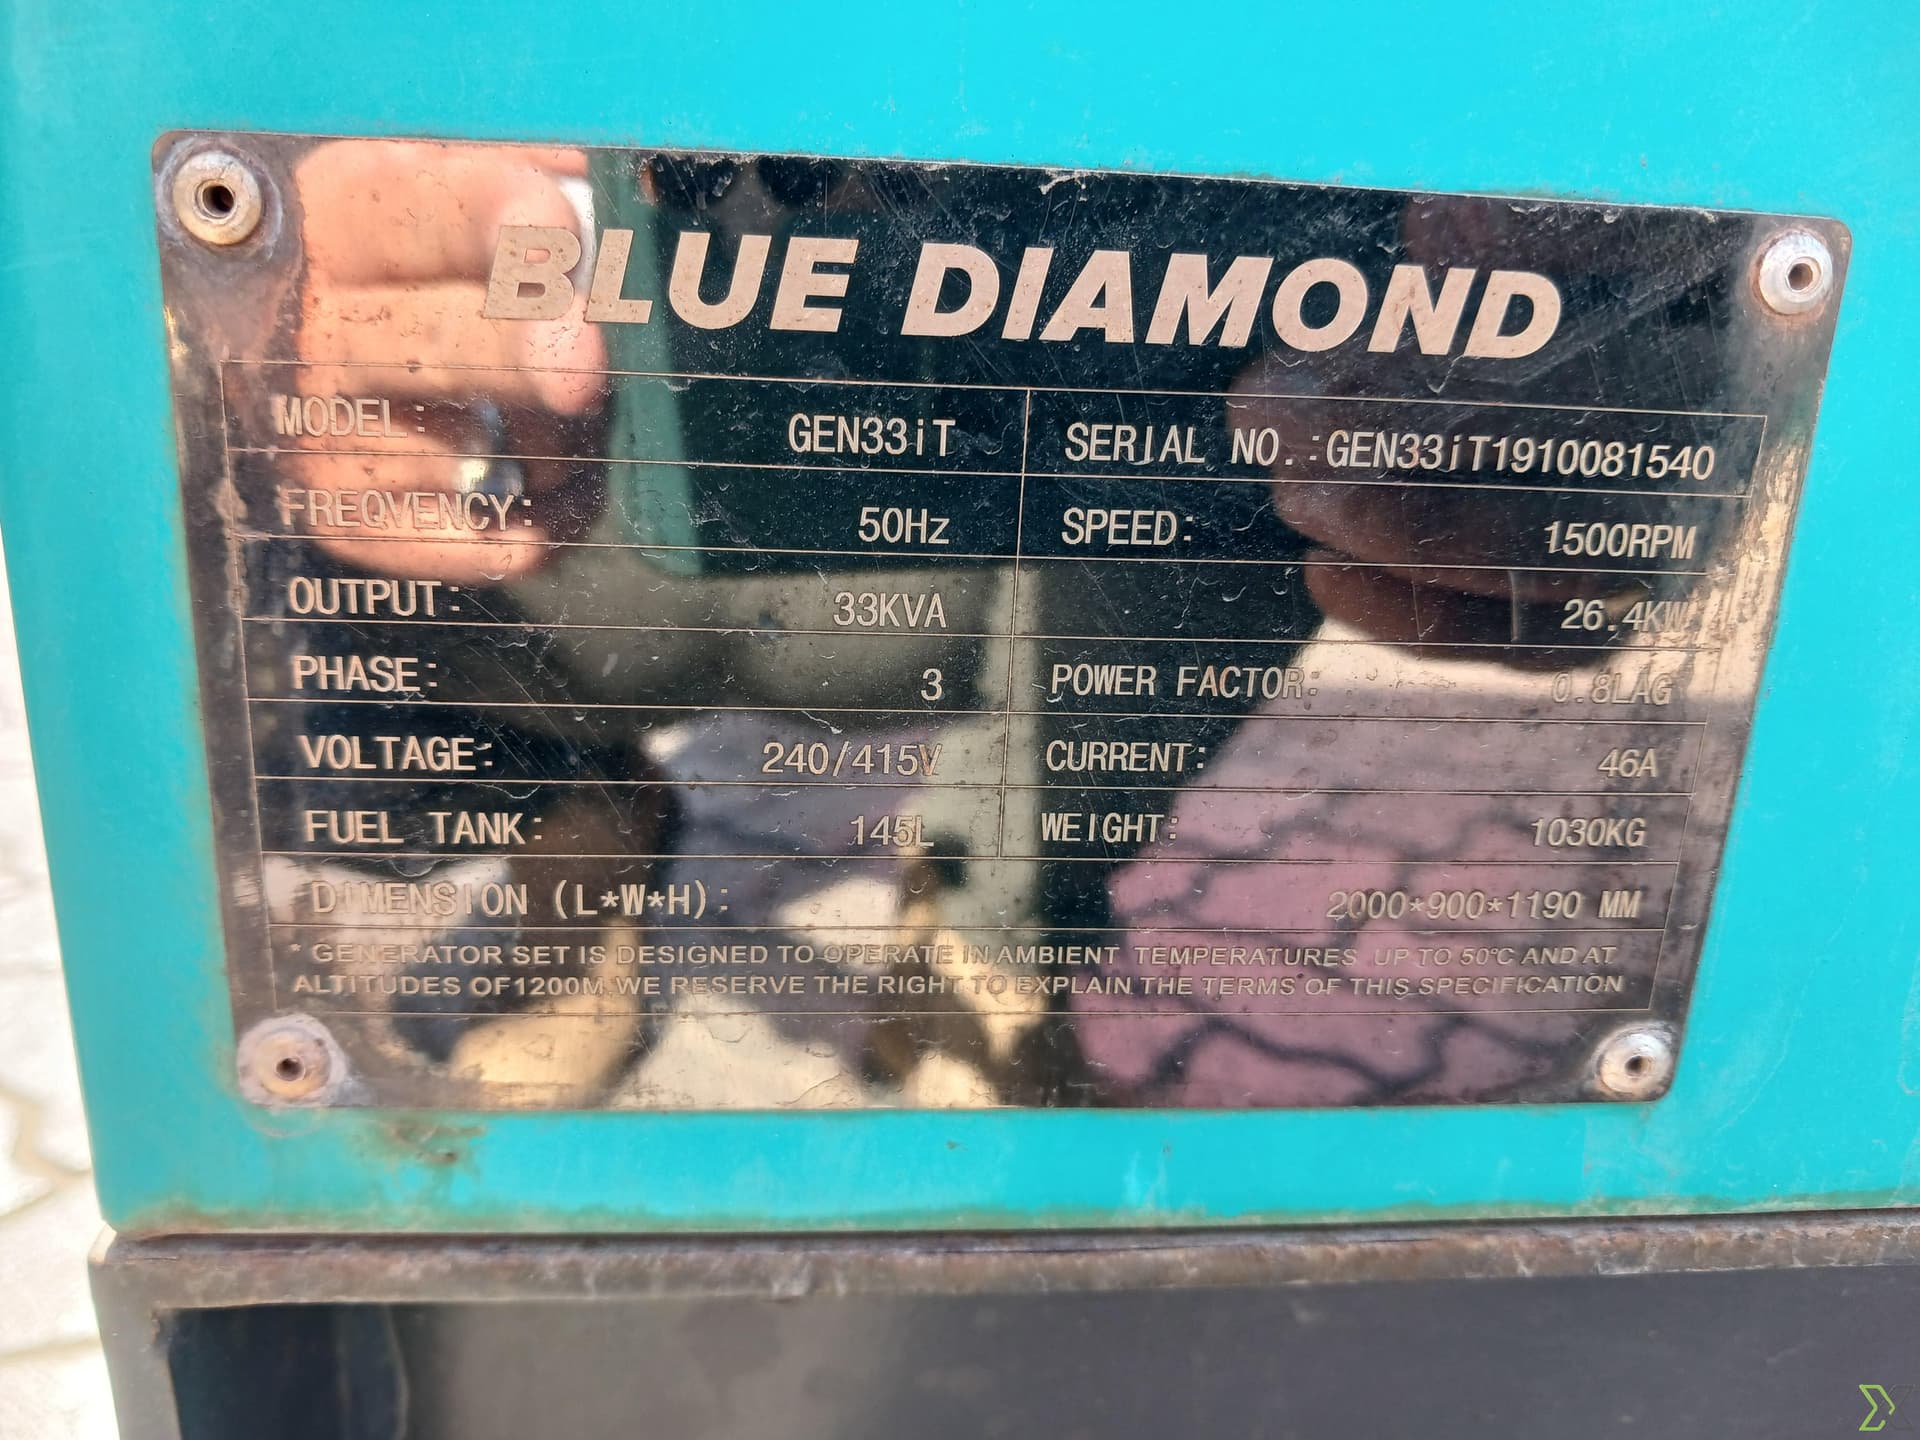 BLUE DIAMOND
MODEL: GEN33iT SERIAL NO.:GEN33iT1910081540
FREQVENCY: 50Hz SPEED: 1500RPM
OUTPUT: 33KVA 26.4KW
PHASE: 3 POWER FACTOR: 0.8LAG
VOLTAGE: 240/415V CURRENT: 46A
FUEL TANK: 145L WEIGHT: 1030KG
DIMENSION (L*W*H): 2000*900*1190 MM
* GENERATOR SET IS DESIGNED TO OPERATE IN AMBIENT TEMPERATURES UP TO 50℃ AND AT
ALTITUDES OF1200M,WE RESERVE THE RIGHT TO EXPLAIN THE TERMS OF THIS SPECIFICATION